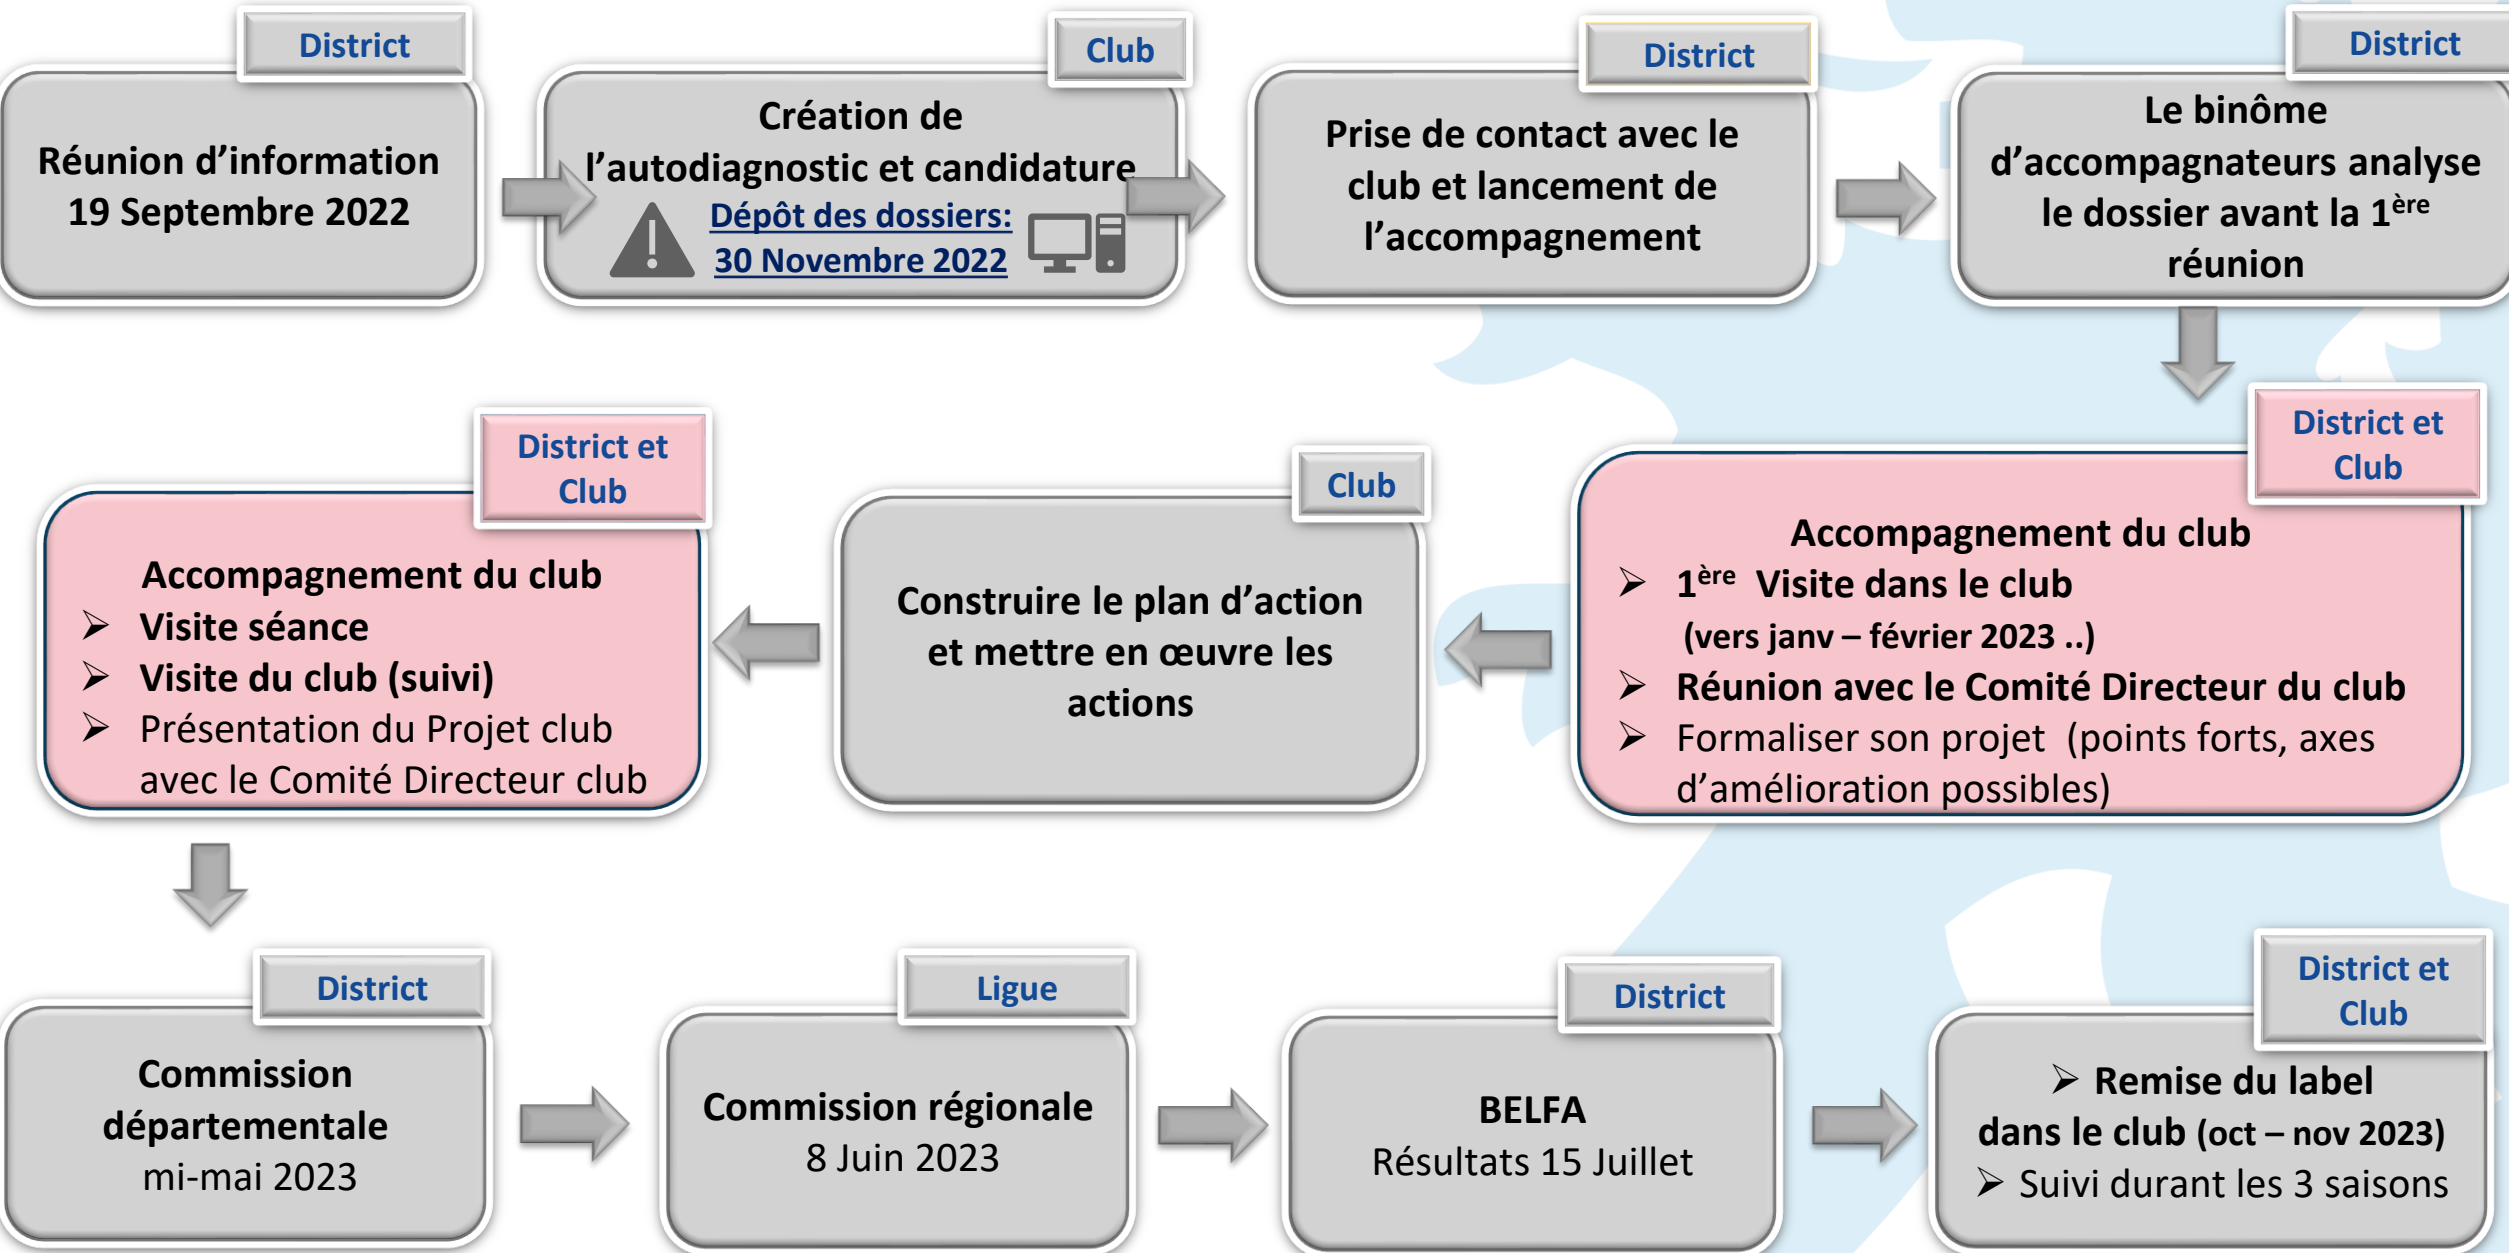 District
Réunion d’information
19 Septembre 2022
Club
Création de
l’autodiagnostic et candidature
Dépôt des dossiers:
30 Novembre 2022
District
Prise de contact avec le
club et lancement de
l’accompagnement
District
Le binôme
d’accompagnateurs analyse
le dossier avant la 1ère
réunion
District et
Club
Accompagnement du club
➢ 1ère Visite dans le club
(vers janv – février 2023 ..)
➢ Réunion avec le Comité Directeur du club
➢ Formaliser son projet (points forts, axes
d’amélioration possibles)
Club
Construire le plan d’action
et mettre en œuvre les
actions
District et
Club
Accompagnement du club
➢ Visite séance
➢ Visite du club (suivi)
➢ Présentation du Projet club
avec le Comité Directeur club
District
Commission
départementale
mi-mai 2023
Ligue
Commission régionale
8 Juin 2023
District
BELFA
Résultats 15 Juillet
District et
Club
➢ Remise du label
dans le club (oct – nov 2023)
➢ Suivi durant les 3 saisons